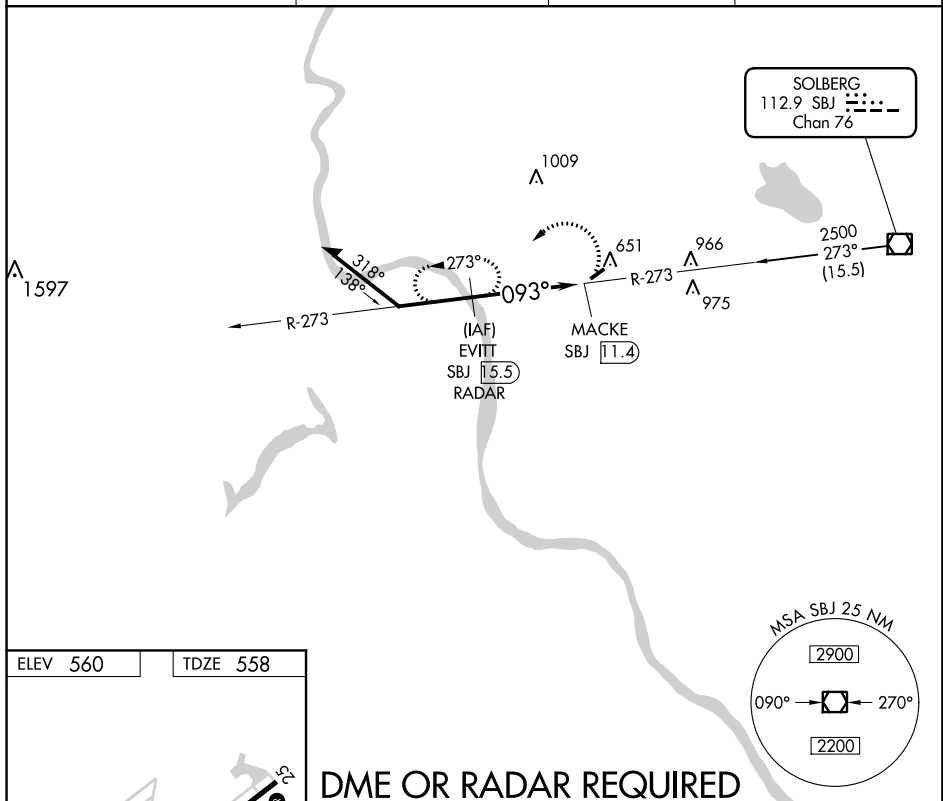 SOLBERG
112.9 SBJ
Chan 76
1009
651
966
2500
273°
(15.5)
R-273
975
1597
318°
138°
273°
093°
R-273
(IAF)
EVITT
SBJ 15.5
RADAR
MACKE
SBJ 11.4
MSA SBJ 25 NM
2900
090° 270°
2200
ELEV 560
TDZE 558
25
DME OR RADAR REQUIRED